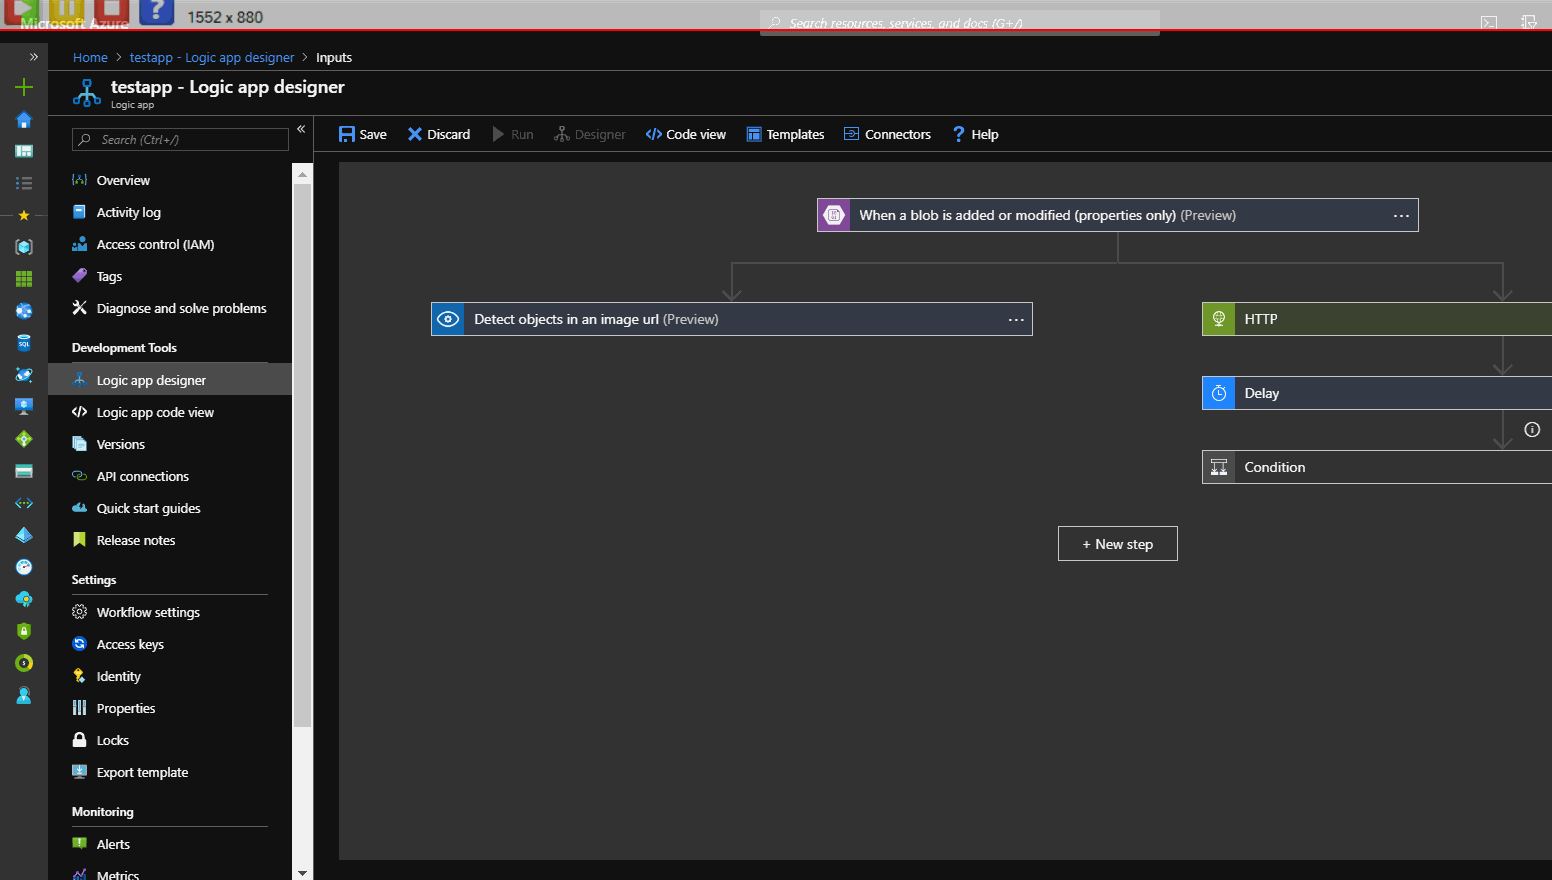 1552 x 880
Microsoft Azure
Search resources, services, and docs (G+/)
Home > testapp - Logic app designer > Inputs
testapp - Logic app designer
Logic app
Search (Ctrl+/)
«
Save
Discard
Run
Designer
Code view
Templates
Connectors
Help
Overview
Activity log
Access control (IAM)
Tags
Diagnose and solve problems
Development Tools
Logic app designer
Logic app code view
Versions
API connections
Quick start guides
Release notes
Settings
Workflow settings
Access keys
Identity
Properties
Locks
Export template
Monitoring
Alerts
Metrics
When a blob is added or modified (properties only) (Preview)
Detect objects in an image url (Preview)
HTTP
Delay
Condition
+ New step